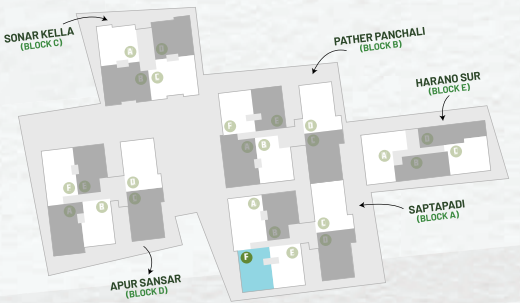 SONAR KELLA
(BLOCK C)
PATHER PANCHALI
(BLOCK B)
HARANO SUR
(BLOCK E)
A
C
F
B
C
A
C
F
B
A
A
C
F
E
SAPTAPADI
(BLOCK A)
APUR SANSAR
(BLOCK D)